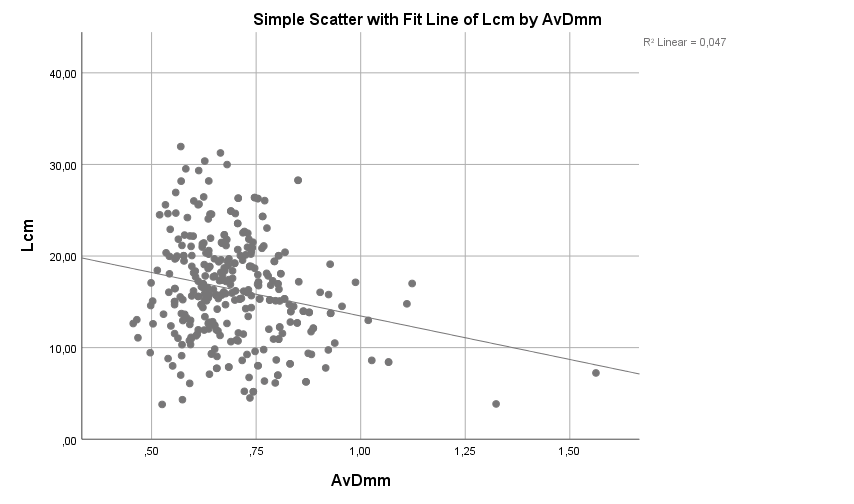 Simple Scatter with Fit Line of Lcm by AvDmm
R² Linear = 0,047
40,00
30,00
20,00
10,00
,00
Lcm
,50 ,75 1,00 1,25 1,50
AvDmm